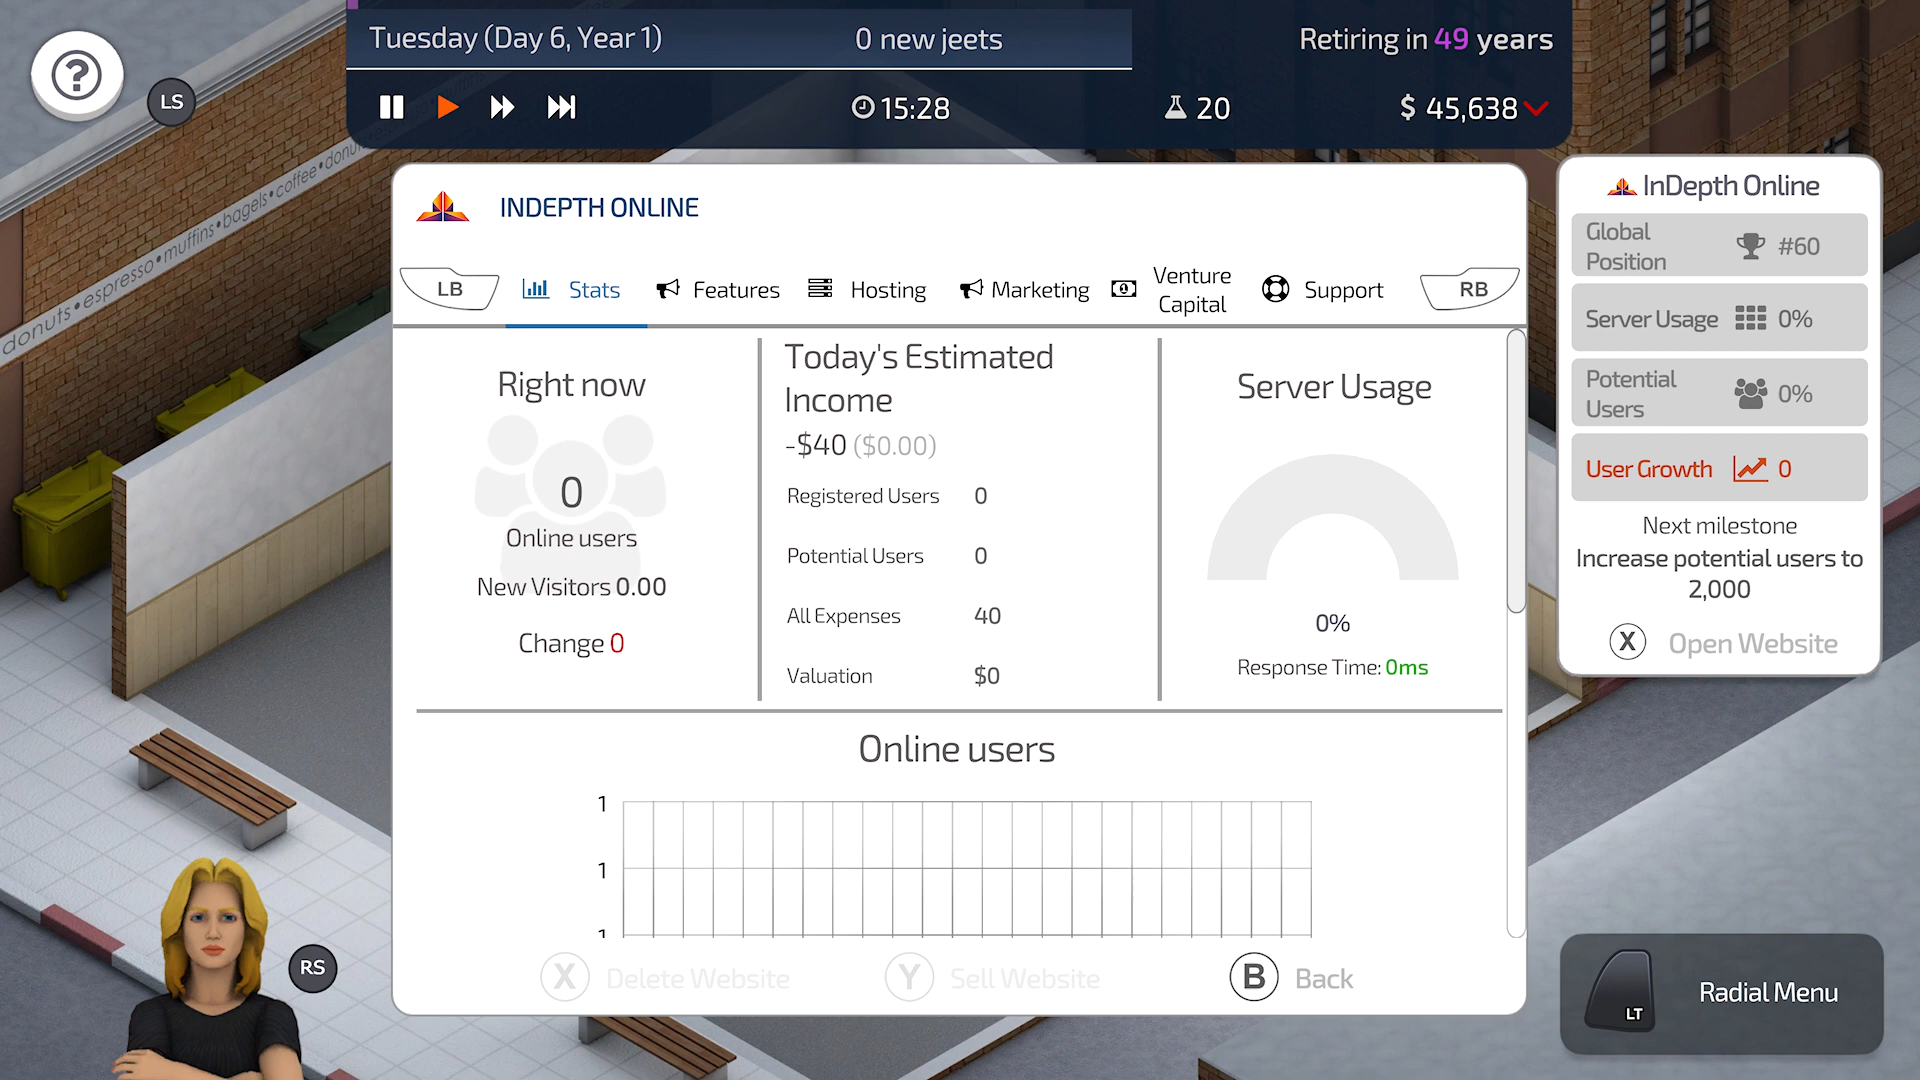 Tuesday (Day 6, Year 1)
0 new jeets
Retiring in 49 years
LS
15:28
20
$ 45,638
donuts • espresso • muffins • bagels • coffee • donuts
INDEPTH ONLINE
LB
Stats
Features
Hosting
Marketing
Venture
Capital
Support
RB
Right now
0
Online users
New Visitors 0.00
Change 0
Today's Estimated
Income
-$40 ($0.00)
Registered Users 0
Potential Users 0
All Expenses 40
Valuation $0
Server Usage
0%
Response Time: 0ms
Online users
1
1
1
X Delete Website
Y Sell Website
B Back
InDepth Online
Global
Position
#60
Server Usage 0%
Potential
Users
0%
User Growth 0
Next milestone
Increase potential users to
2,000
X Open Website
RS
LT
Radial Menu